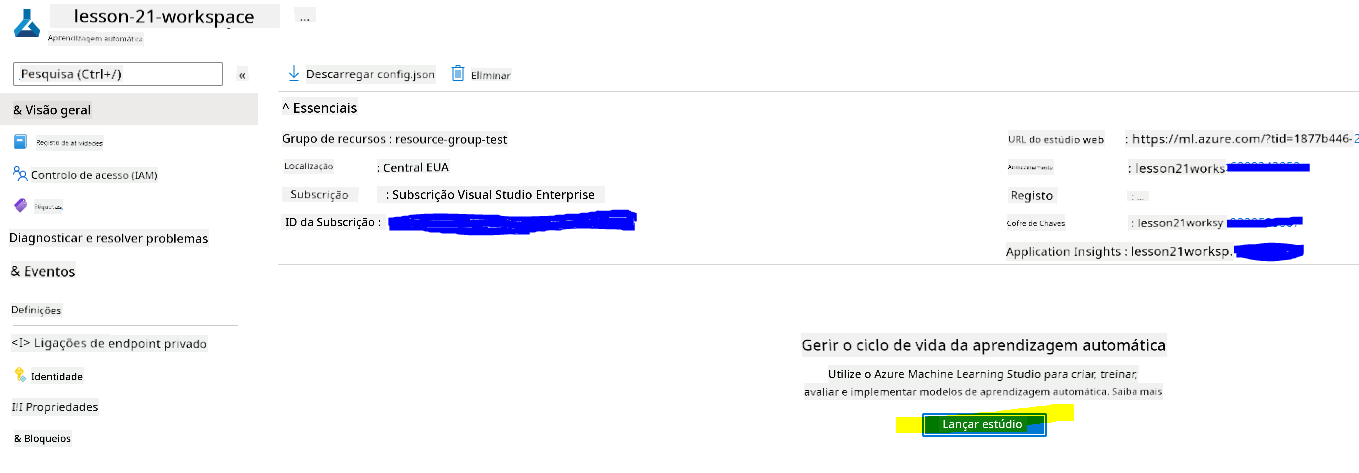 lesson-21-workspace ...
Aprendizagem automática
Pesquisa (Ctrl+/) «
Descarregar config.json Eliminar
& Visão geral
^ Essenciais
Registo de atividades
Grupo de recursos : resource-group-test
URL do estúdio web : https://ml.azure.com/?tid=1877b446-2
Controlo de acesso (IAM)
Localização : Central EUA
Armazenamento : lesson21works
Etiquetas
Subscrição : Subscrição Visual Studio Enterprise
Registo : ...
ID da Subscrição :
Cofre de Chaves : lesson21worksy
Diagnosticar e resolver problemas
Application Insights : lesson21worksp.
& Eventos
Definições
<I> Ligações de endpoint privado
Gerir o ciclo de vida da aprendizagem automática
Identidade
Utilize o Azure Machine Learning Studio para criar, treinar,
avaliar e implementar modelos de aprendizagem automática. Saiba mais
I!I Propriedades
Lançar estúdio
& Bloqueios